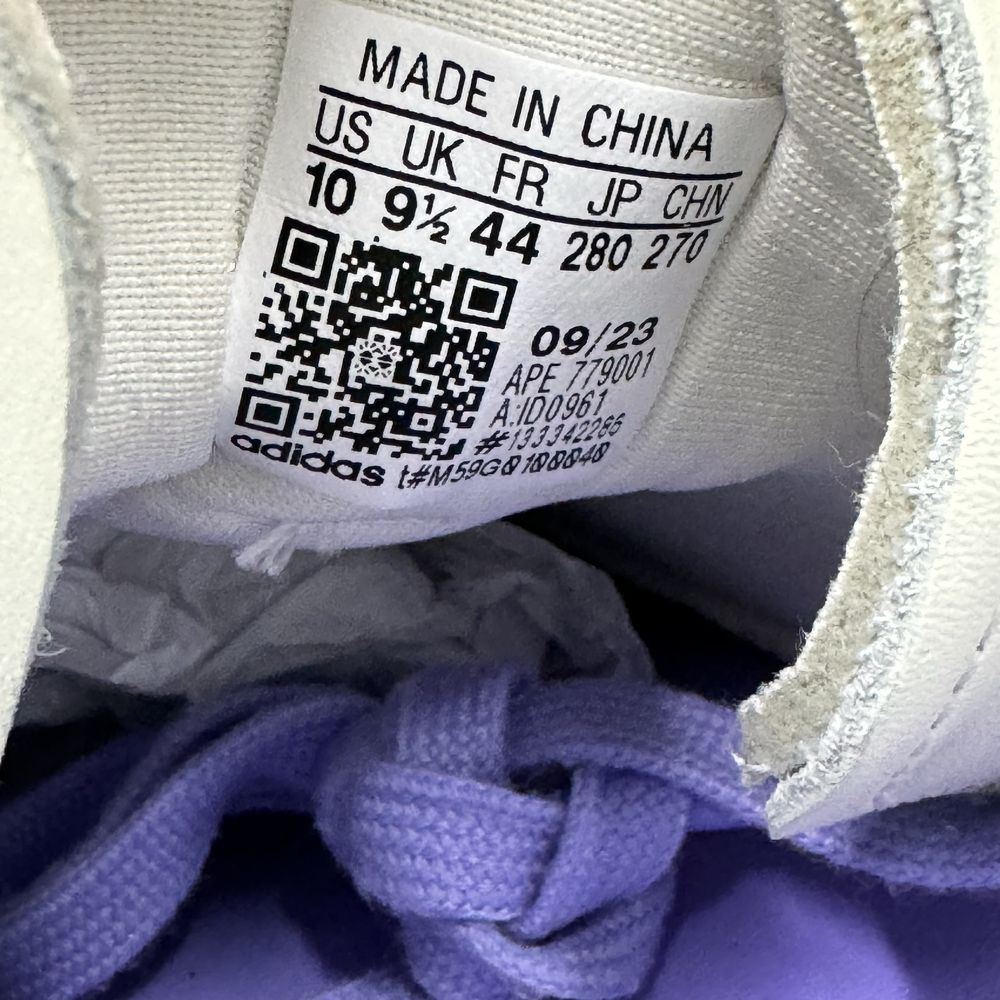 MADE IN CHINA
US UK FR JP CHN
10 9½ 44 280 270
09/23
APE 779001
A:ID0961
#133342286
adidas t#M59G0100040